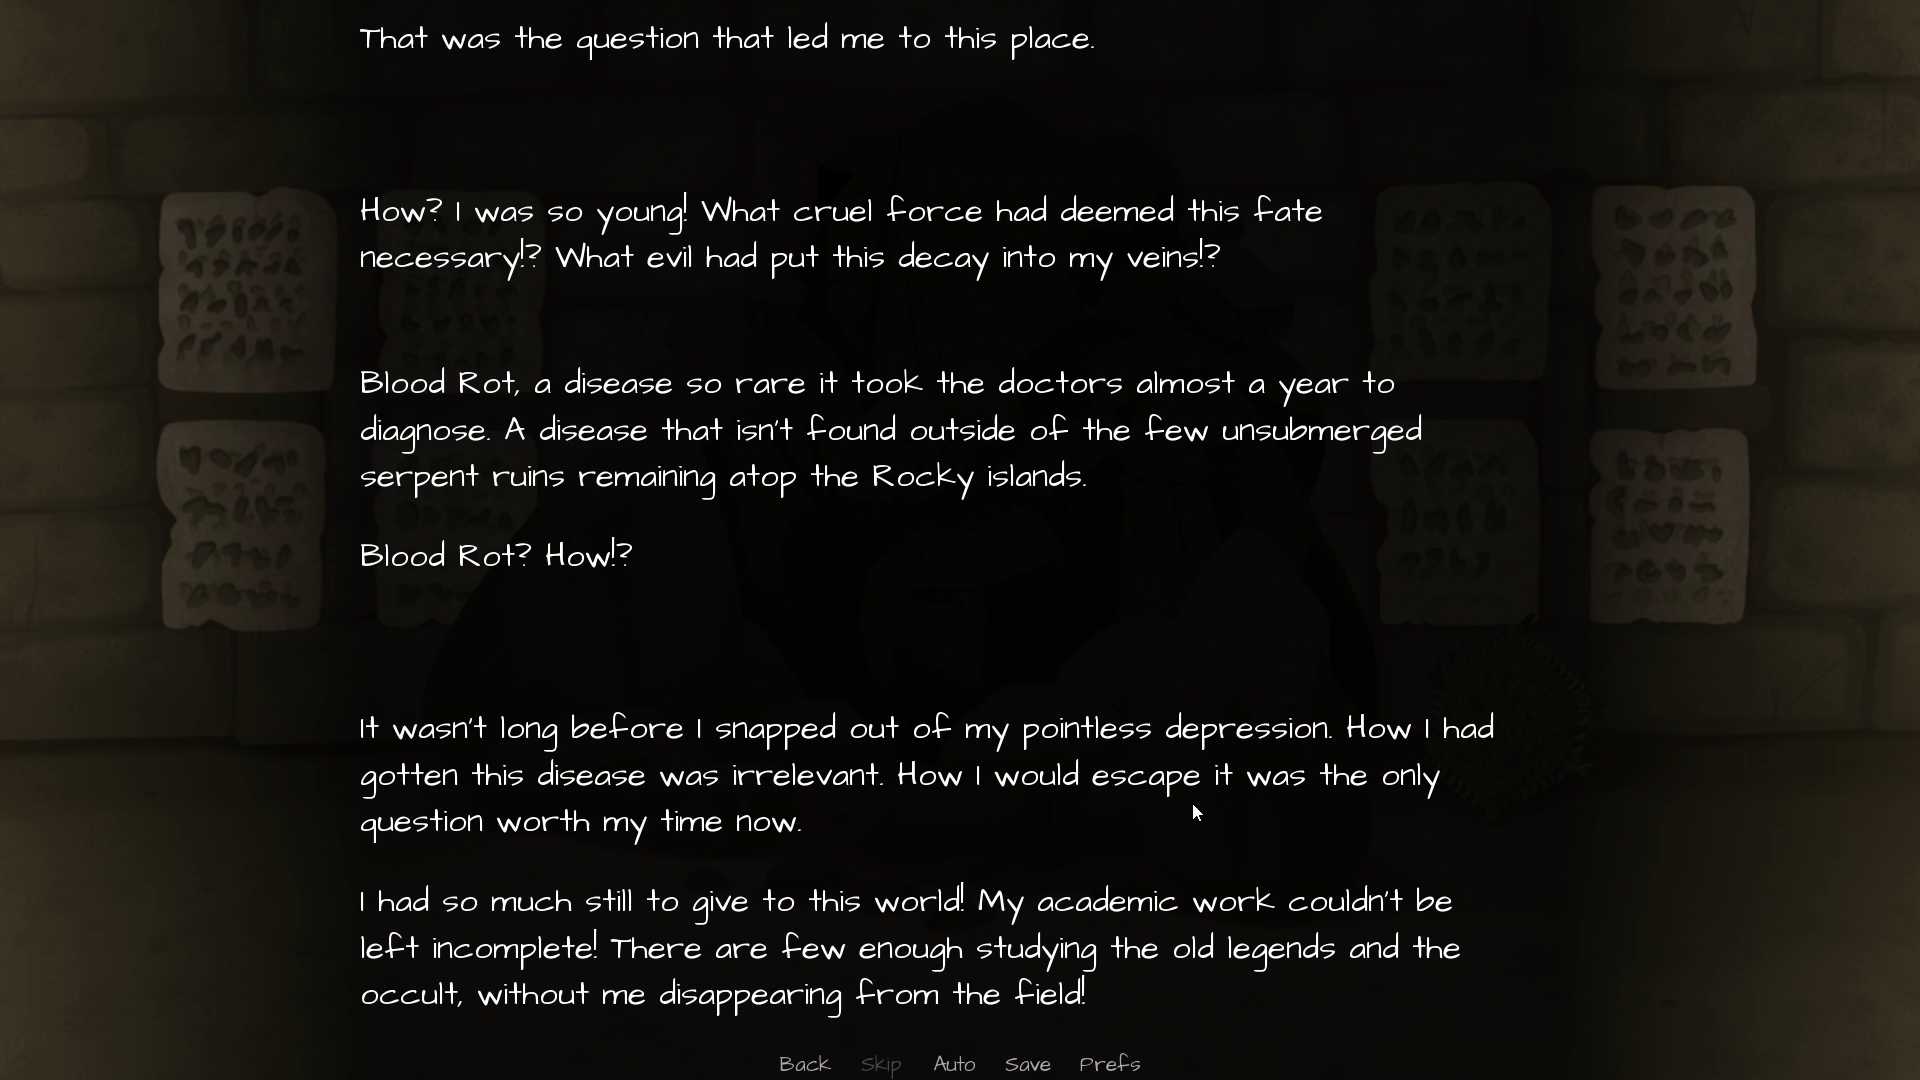 That was the question that led me to this place.
How? I was so young! What cruel force had deemed this fate
necessary!? What evil had put this decay into my veins!?
Blood Rot, a disease so rare it took the doctors almost a year to
diagnose. A disease that isn't found outside of the few unsubmerged
serpent ruins remaining atop the Rocky islands.
Blood Rot? How!?
It wasn't long before I snapped out of my pointless depression. How I had
gotten this disease was irrelevant. How I would escape it was the only
question worth my time now.
I had so much still to give to this world! My academic work couldn't be
left incomplete! There are few enough studying the old legends and the
occult, without me disappearing from the field!
Back Skip Auto Save Prefs